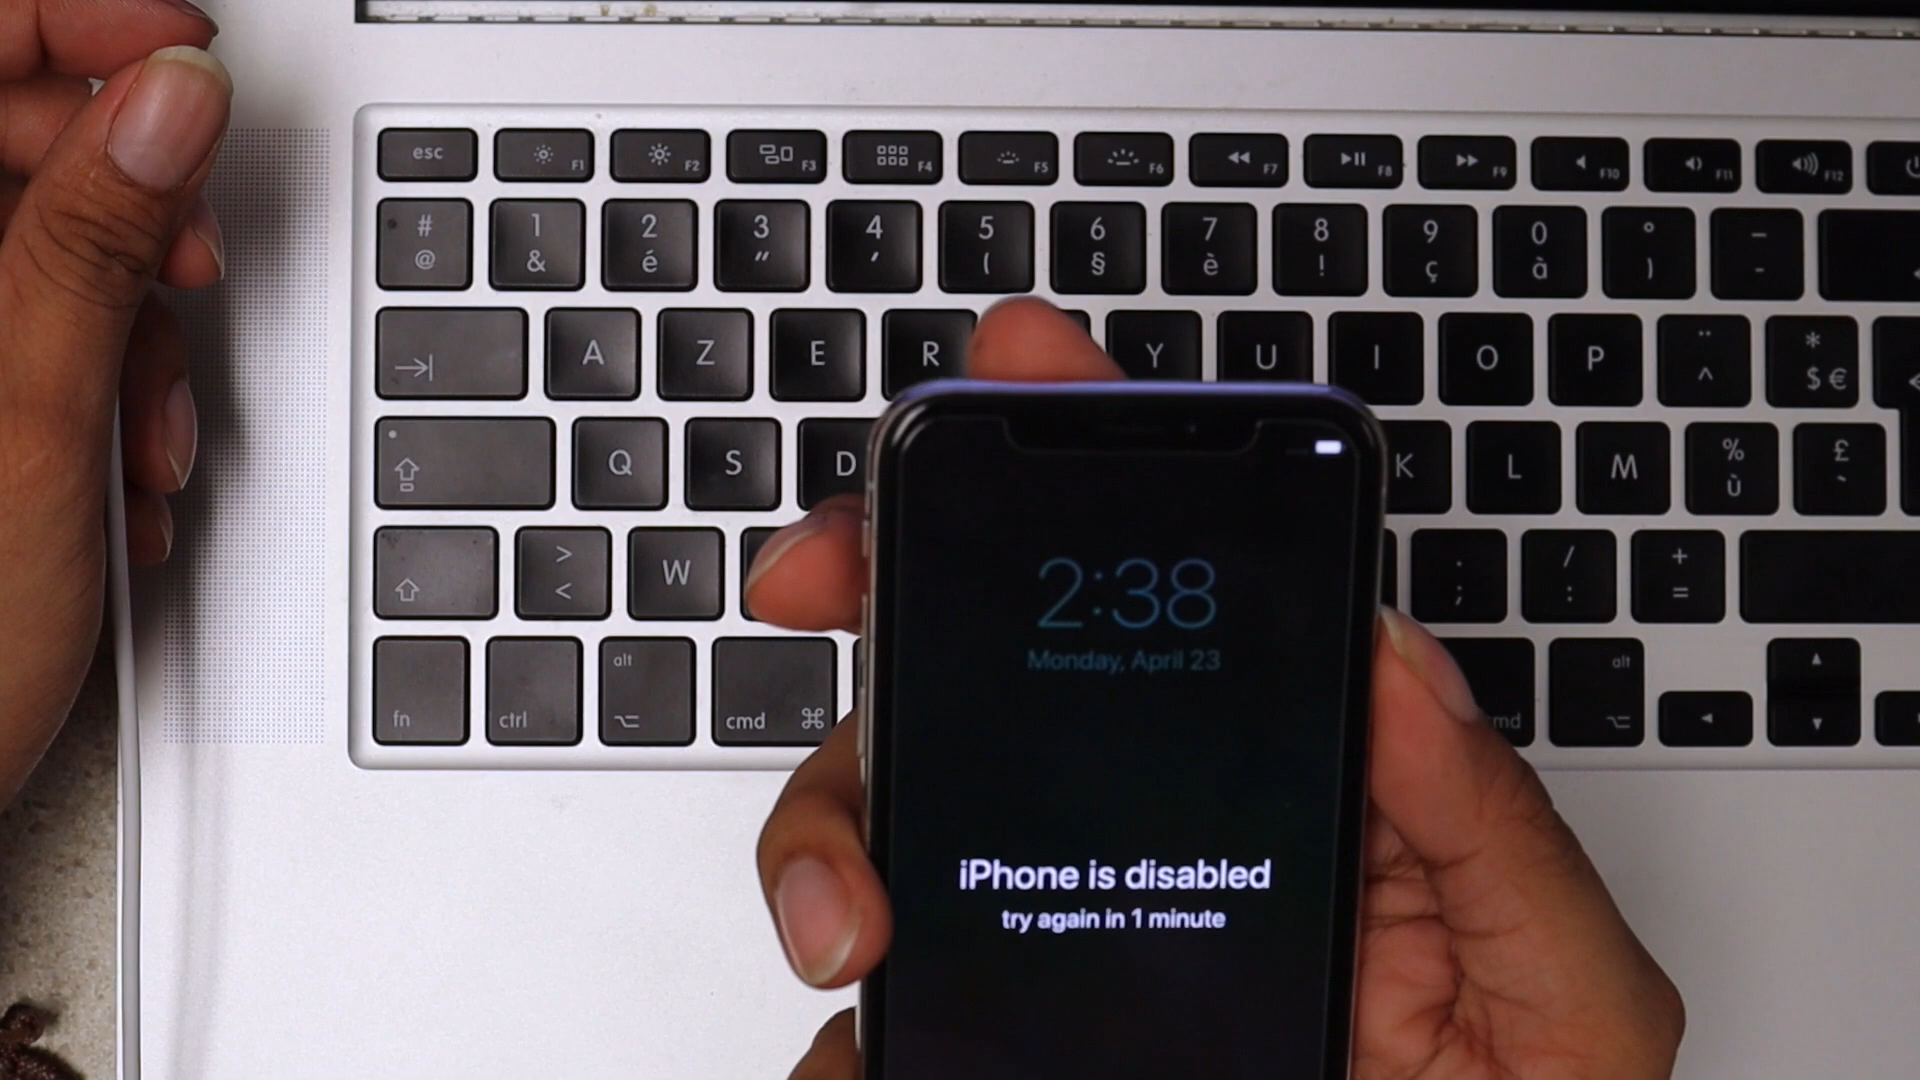 esc F1 F2 F3 F4 F5 F6 F7 F8 F9 F10 F11 F12
# 1 2 3 4 5 6 7 8 9 0 ° _
@ & é " ' ( § è ! ç à ) -
A Z E R Y U I O P ¨ ^ * $ €
Q S D K L M % ù £ `
> < W . ; / : + =
fn ctrl alt cmd ⌘ cmd alt
2:38
Monday, April 23
iPhone is disabled
try again in 1 minute